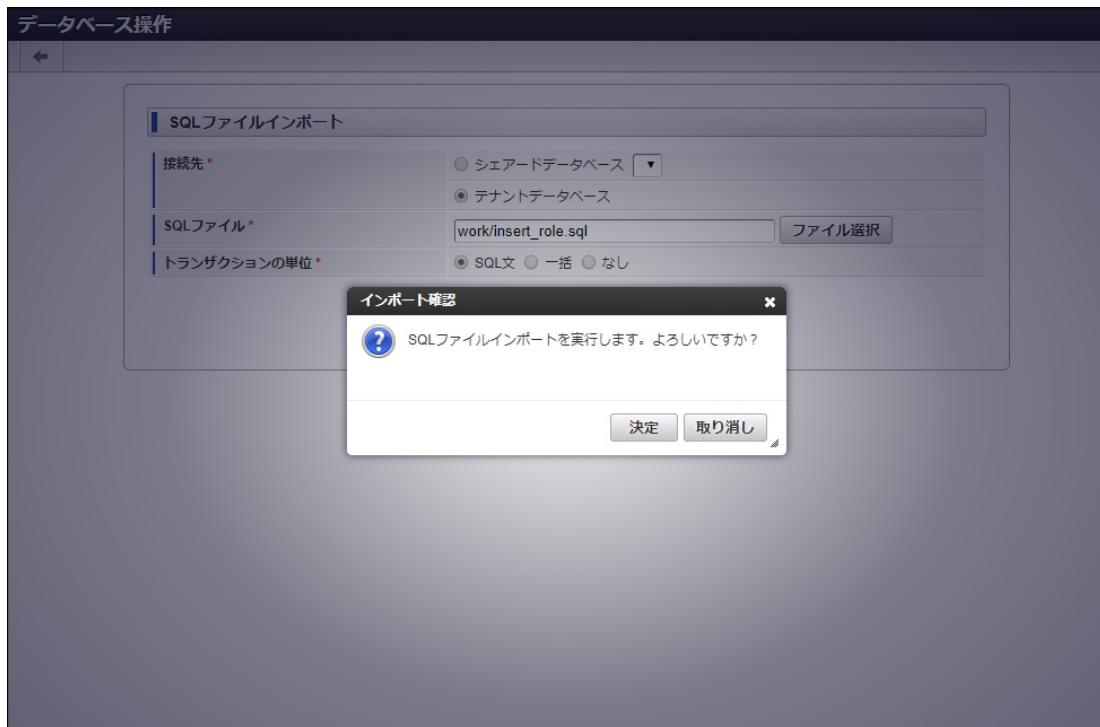 データベース操作
SQLファイルインポート
接続先*
シェアードデータベース
テナントデータベース
SQLファイル*
work/insert_role.sql
ファイル選択
トランザクションの単位*
SQL文 一括 なし
インポート確認
SQLファイルインポートを実行します。よろしいですか？
決定 取り消し